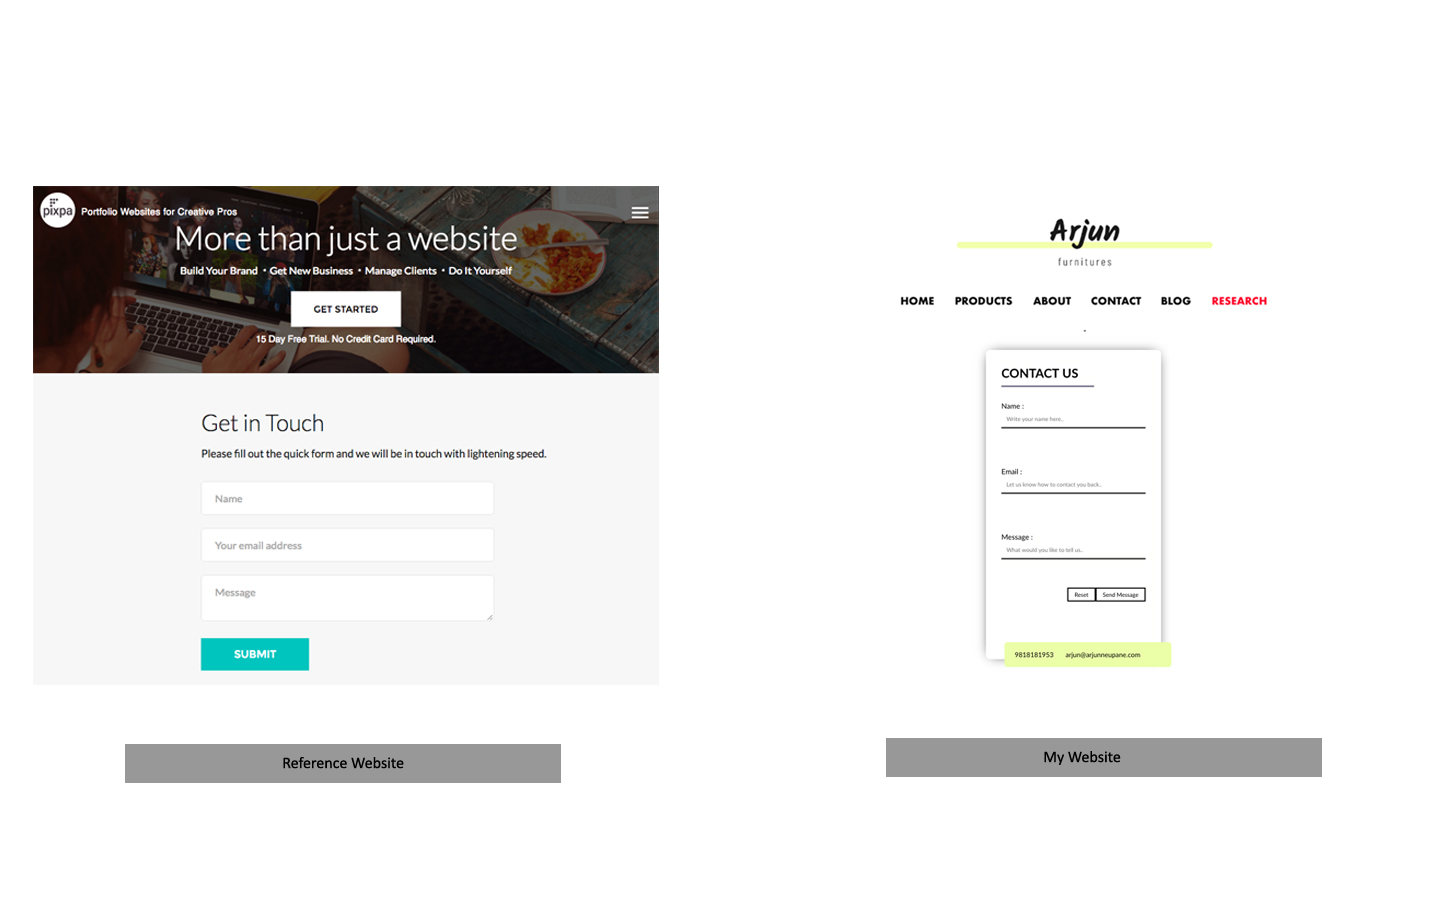 pixpa
Portfolio Websites for Creative Pros
More than just a website
Build Your Brand • Get New Business • Manage Clients • Do It Yourself
GET STARTED
15 Day Free Trial. No Credit Card Required.
Get in Touch
Please fill out the quick form and we will be in touch with lightening speed.
Name
Your email address
Message
SUBMIT
Reference Website
Arjun
furnitures
HOME PRODUCTS ABOUT CONTACT BLOG RESEARCH
CONTACT US
Name :
Write your name here..
Email :
Let us know how to contact you back..
Message :
What would you like to tell us..
Reset Send Message
9818181953 arjun@arjunneupane.com
My Website